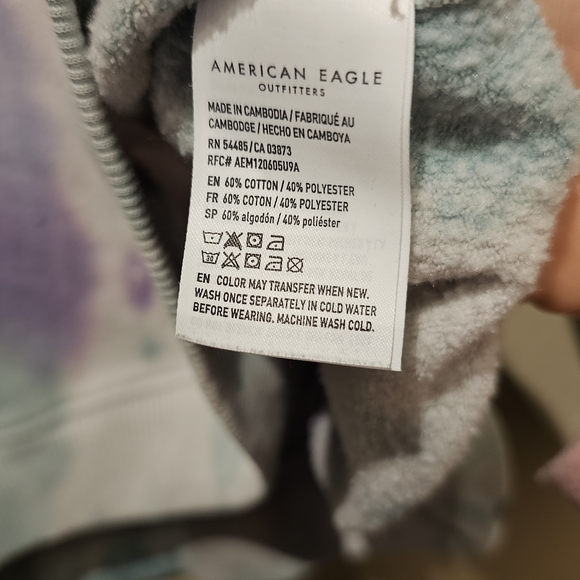 AMERICAN EAGLE
OUTFITTERS
MADE IN CAMBODIA / FABRIQUÉ AU
CAMBODGE / HECHO EN CAMBOYA
RN 54485 / CA 03873
RFC# AEM120605U9A
EN 60% COTTON / 40% POLYESTER
FR 60% COTON / 40% POLYESTER
SP 60% algodón / 40% poliéster
30
EN COLOR MAY TRANSFER WHEN NEW.
WASH ONCE SEPARATELY IN COLD WATER
BEFORE WEARING. MACHINE WASH COLD.